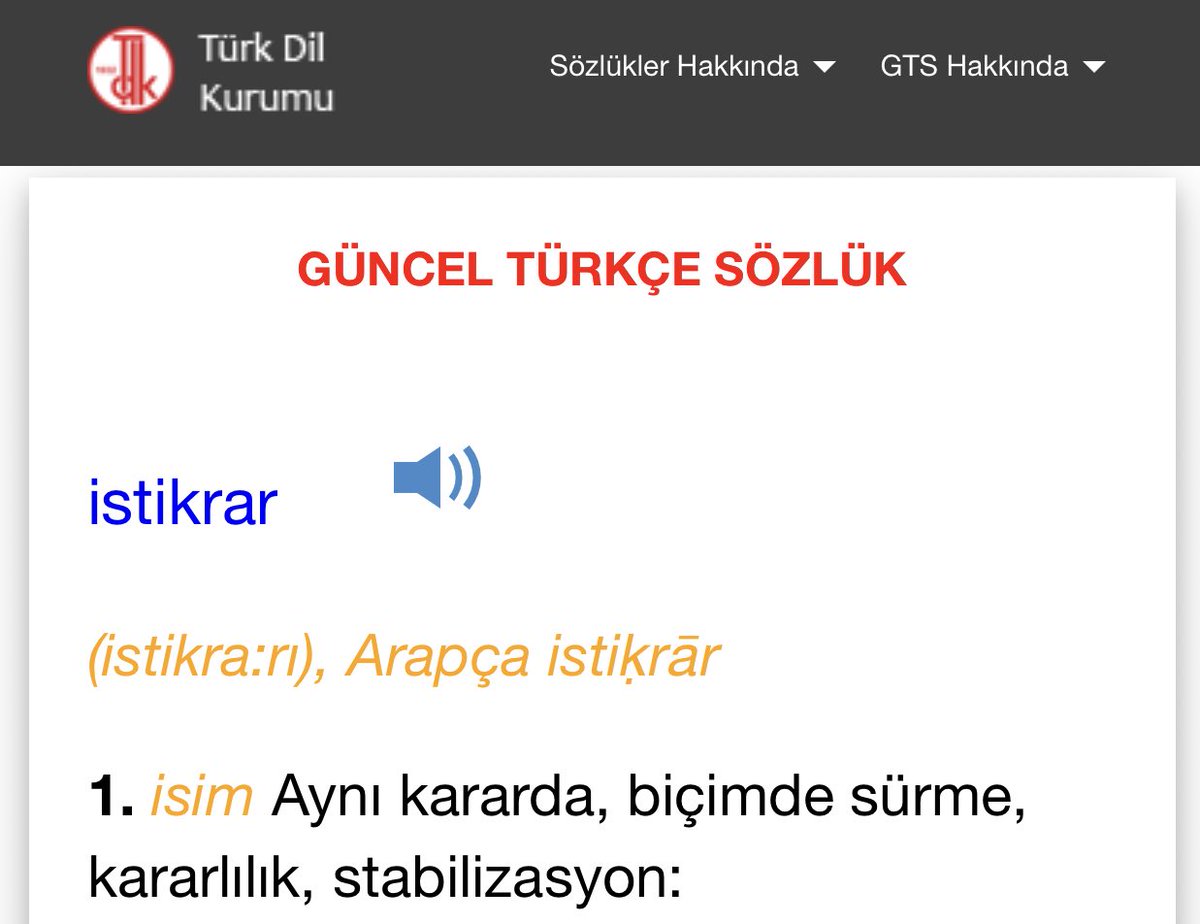 Türk Dil
Kurumu
Sözlükler Hakkında
GTS Hakkında
GÜNCEL TÜRKÇE SÖZLÜK
istikrar
(istikra:rı), Arapça istiḳrār
1. isim Aynı kararda, biçimde sürme,
kararlılık, stabilizasyon: